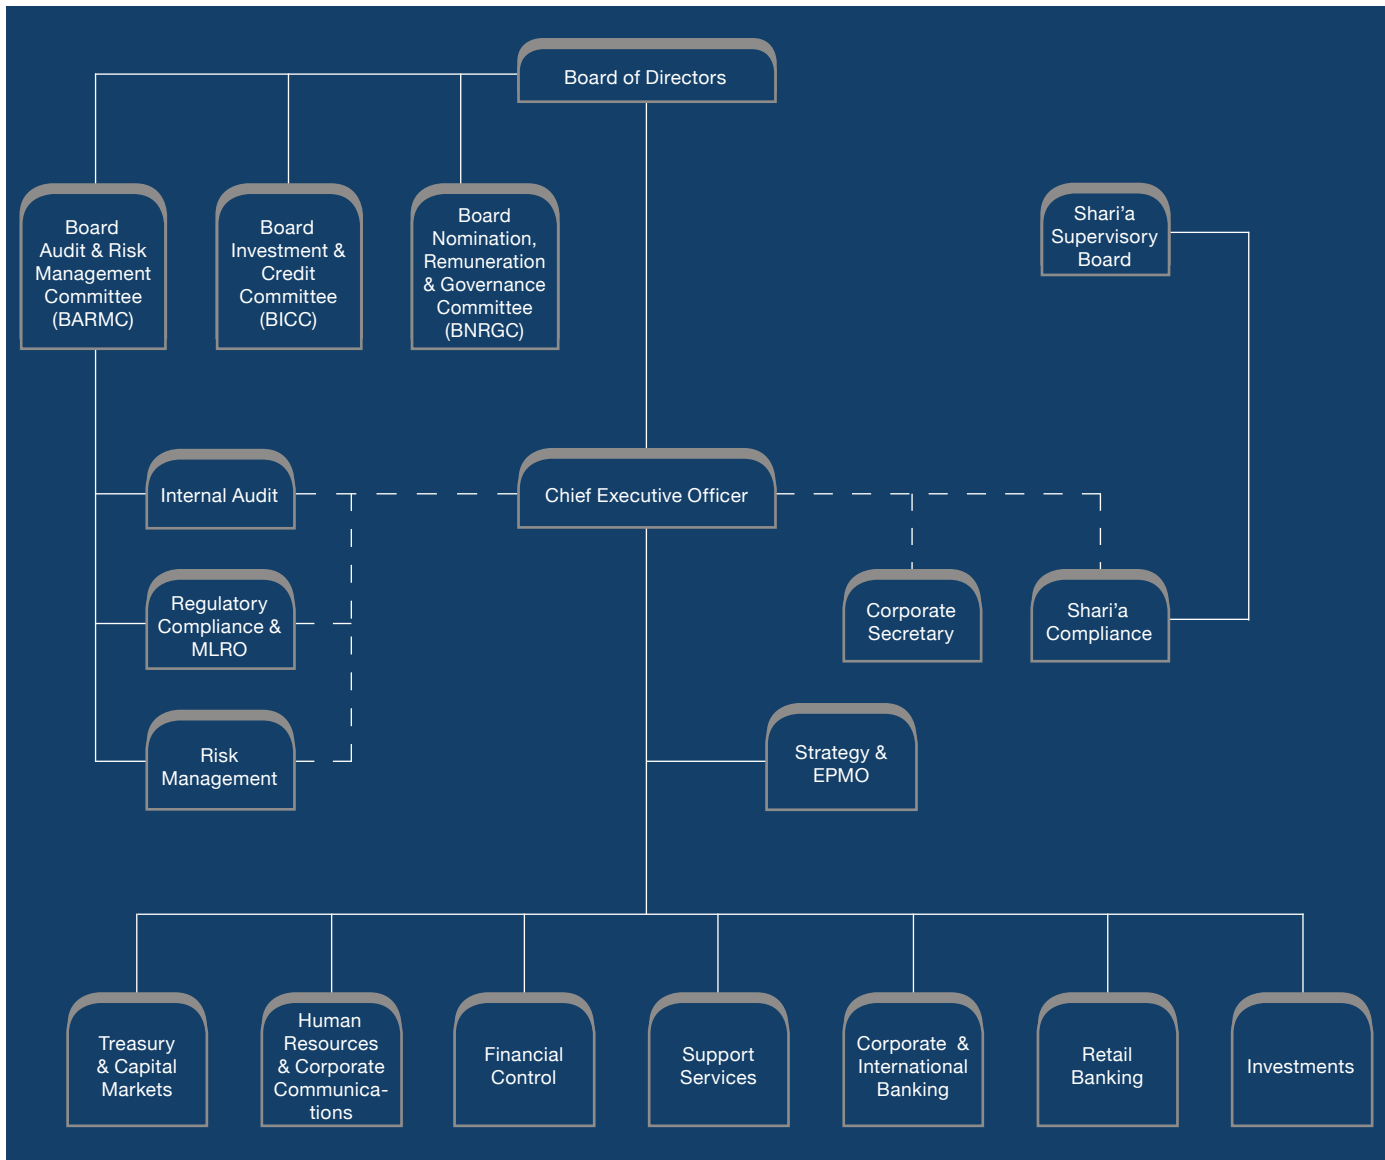 Board of Directors
Board
Audit & Risk
Management
Committee
(BARMC)
Board
Investment &
Credit
Committee
(BICC)
Board
Nomination,
Remuneration
& Governance
Committee
(BNRGC)
Shari’a
Supervisory
Board
Internal Audit
Chief Executive Officer
Regulatory
Compliance &
MLRO
Corporate
Secretary
Shari’a
Compliance
Risk
Management
Strategy &
EPMO
Treasury
& Capital
Markets
Human
Resources
& Corporate
Communica-
tions
Financial
Control
Support
Services
Corporate &
International
Banking
Retail
Banking
Investments